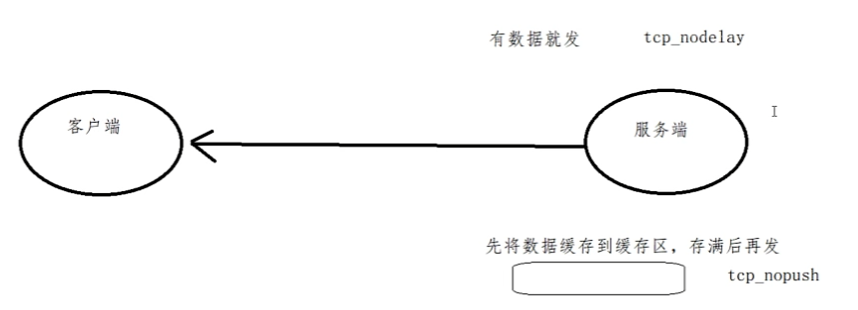 有数据就发 tcp_nodelay
客户端
服务端
先将数据缓存到缓存区，存满后再发
tcp_nopush